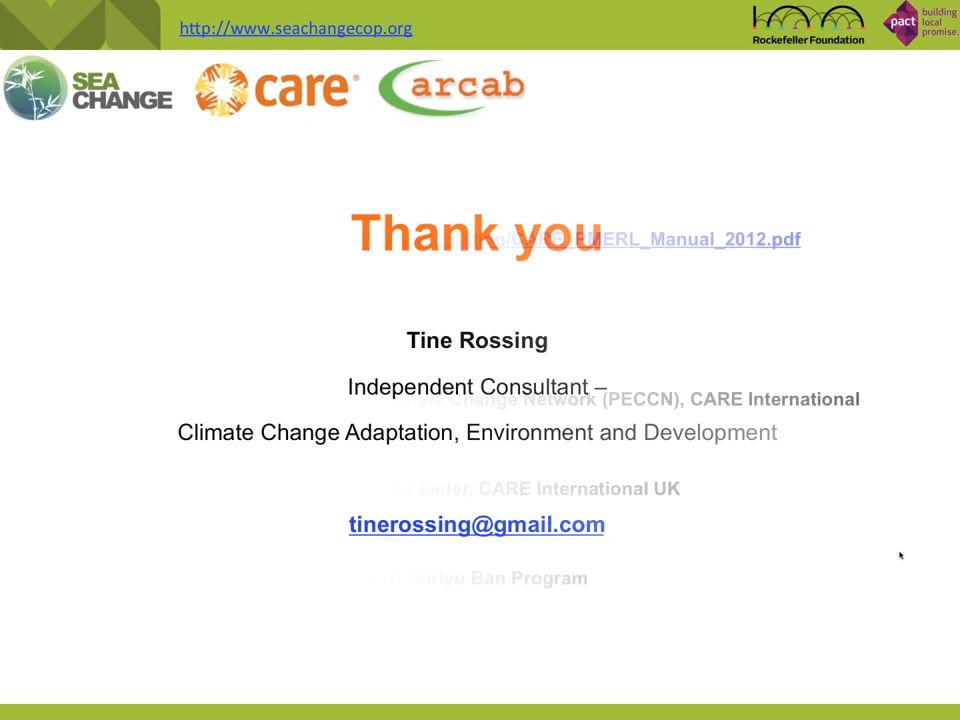 http://www.seachangecop.org
Rockefeller Foundation
pact
building
local
promise.
SEA
CHANGE
care®
arcab
Thank you
/CARE_PMERL_Manual_2012.pdf
Tine Rossing
Independent Consultant –
Change Network (PECCN), CARE International
Climate Change Adaptation, Environment and Development
Leader, CARE International UK
tinerossing@gmail.com
Hariyo Ban Program